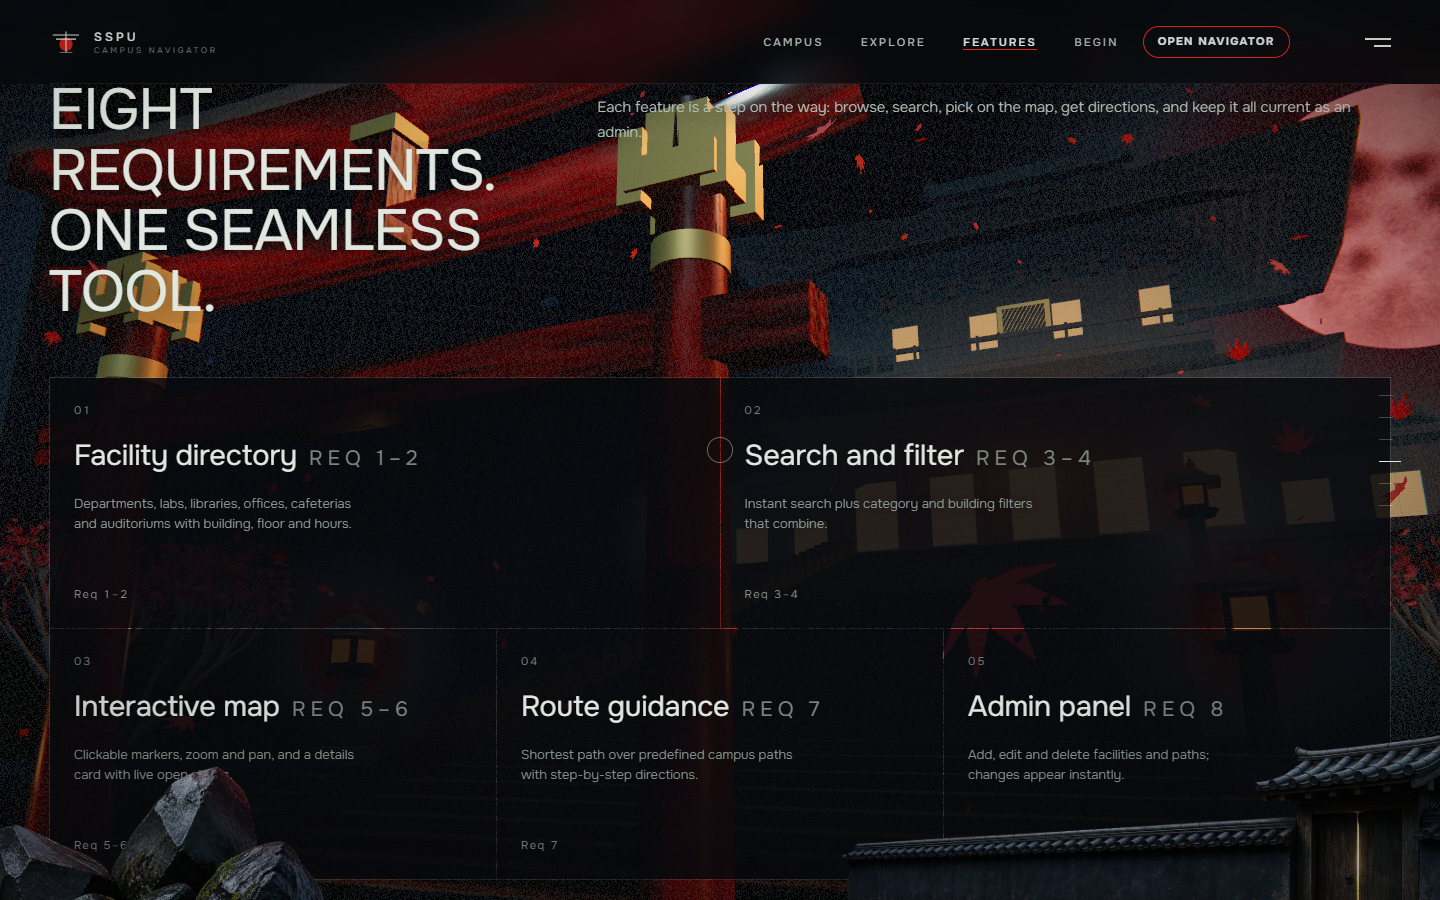 SSPU
CAMPUS NAVIGATOR
CAMPUS
EXPLORE
FEATURES
BEGIN
OPEN NAVIGATOR
EIGHT
REQUIREMENTS.
ONE SEAMLESS
TOOL.
Each feature is a step on the way: browse, search, pick on the map, get directions, and keep it all current as an
admin.
01
Facility directory REQ 1–2
Departments, labs, libraries, offices, cafeterias
and auditoriums with building, floor and hours.
Req 1–2
02
Search and filter REQ 3–4
Instant search plus category and building filters
that combine.
Req 3–4
03
Interactive map REQ 5–6
Clickable markers, zoom and pan, and a details
card with live open
Req 5–6
04
Route guidance REQ 7
Shortest path over predefined campus paths
with step-by-step directions.
Req 7
05
Admin panel REQ 8
Add, edit and delete facilities and paths;
changes appear instantly.